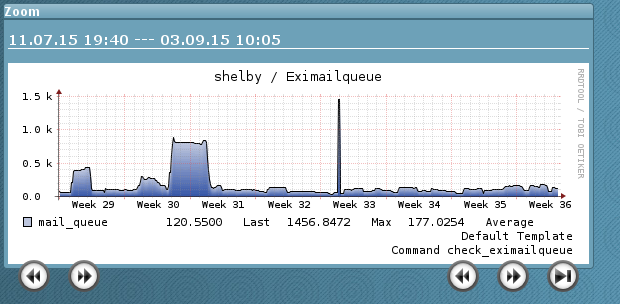 Zoom
11.07.15 19:40 --- 03.09.15 10:05
shelby / Eximailqueue
RRDTOOL / TOBI OETIKER
1.5 k
1.0 k
0.5 k
0.0
Week 29 Week 30 Week 31 Week 32 Week 33 Week 34 Week 35 Week 36
mail_queue 120.5500 Last 1456.8472 Max 177.0254 Average
Default Template
Command check_eximailqueue